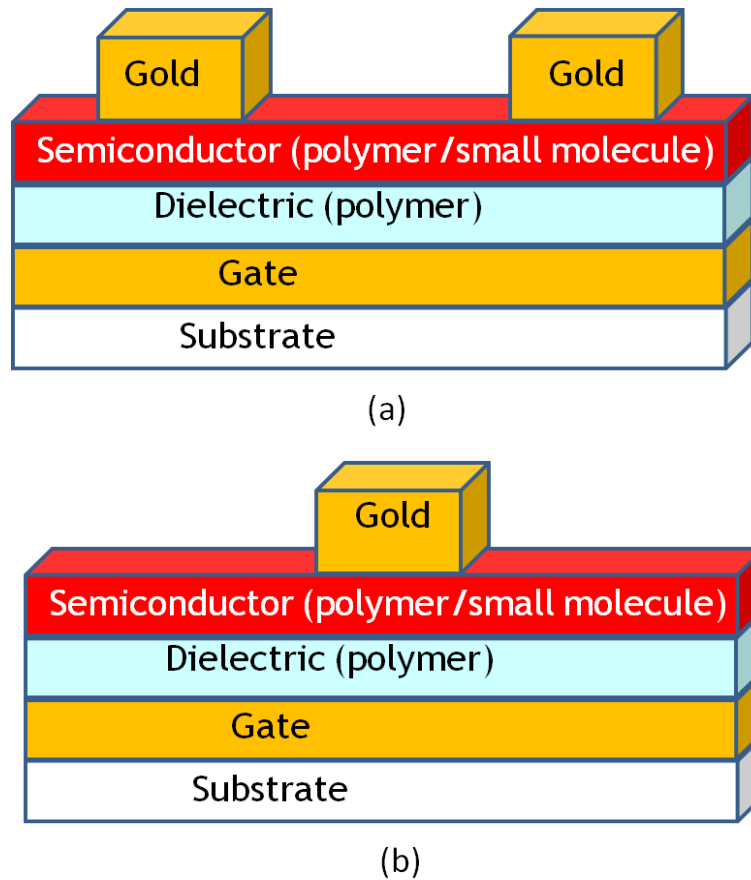 Gold
Gold
Semiconductor (polymer/small molecule)
Dielectric (polymer)
Gate
Substrate
(a)
Gold
Semiconductor (polymer/small molecule)
Dielectric (polymer)
Gate
Substrate
(b)